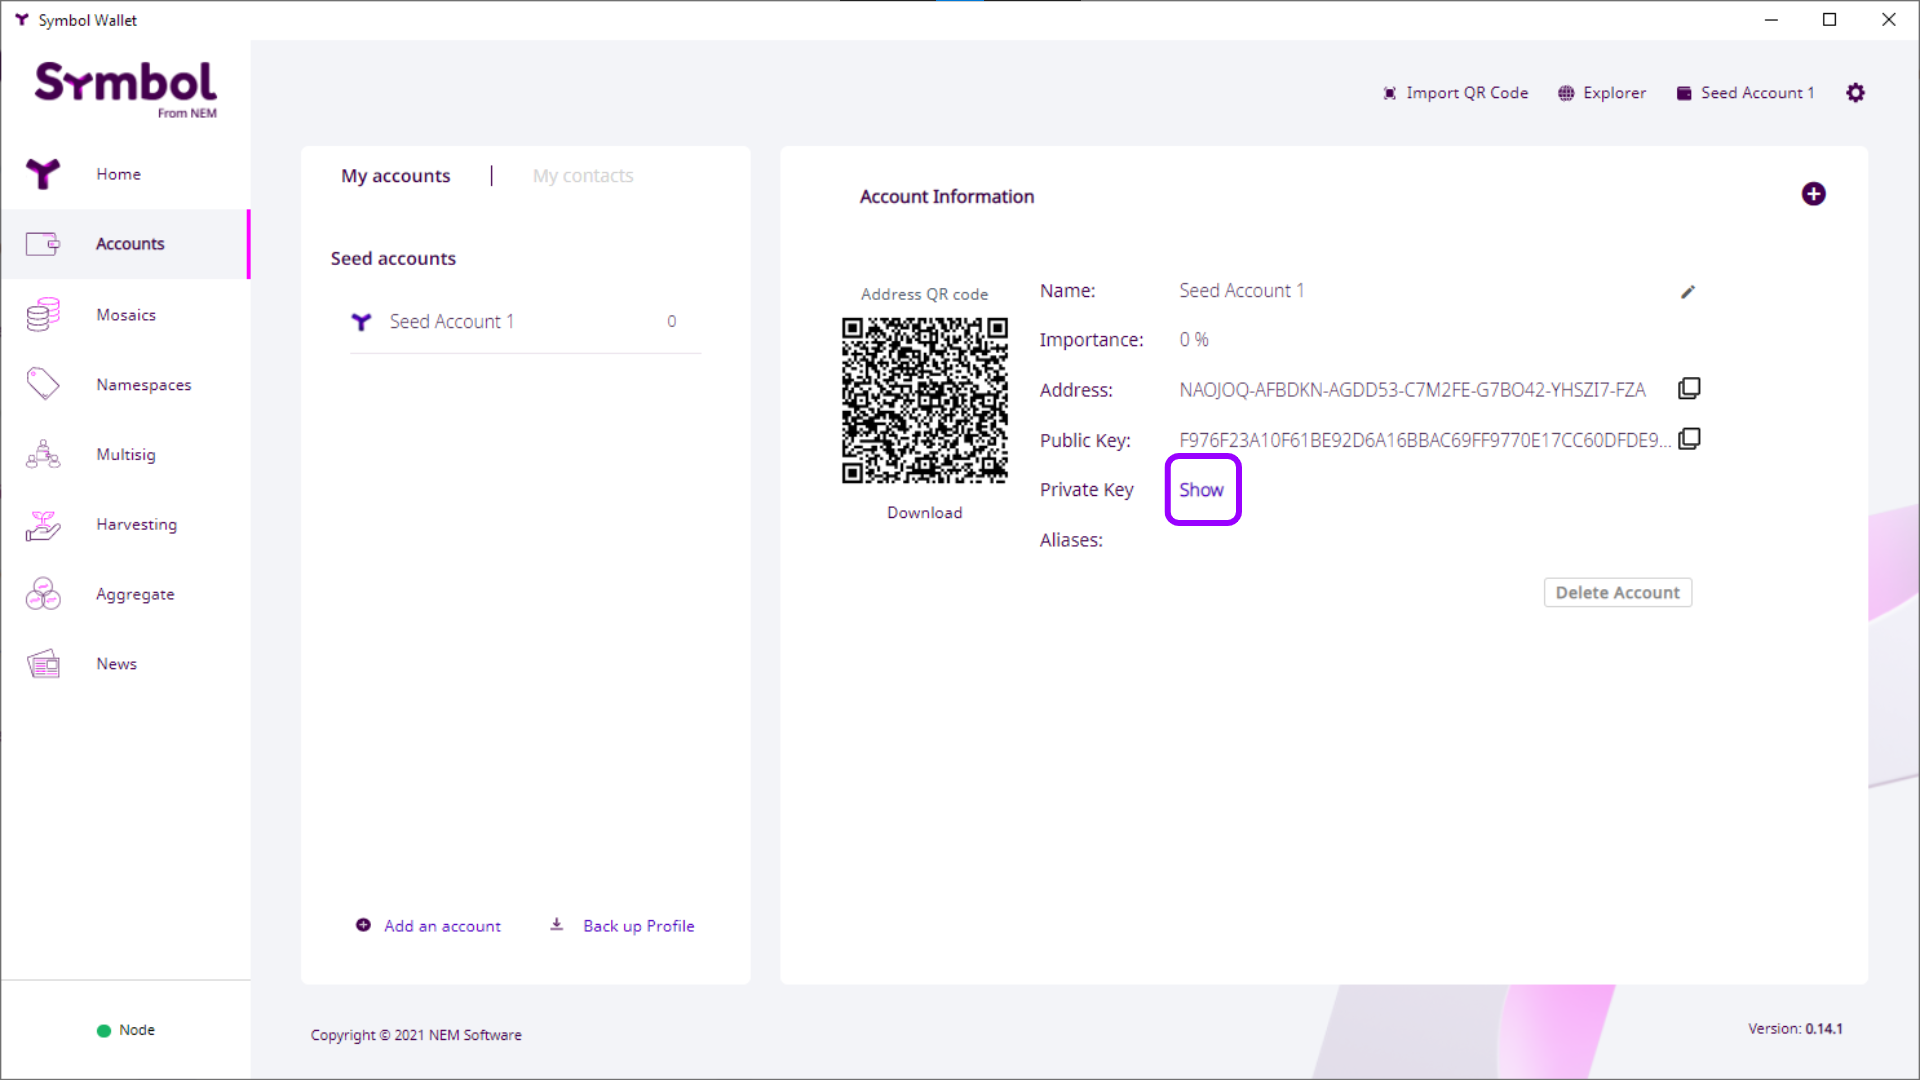 Symbol Wallet
Symbol
From NEM
Import QR Code
Explorer
Seed Account 1
Home
Accounts
Mosaics
Namespaces
Multisig
Harvesting
Aggregate
News
Node
My accounts | My contacts
Seed accounts
Seed Account 1 0
Add an account
Back up Profile
Account Information
Address QR code
Download
Name: Seed Account 1
Importance: 0 %
Address: NAOJOQ-AFBDKN-AGDD53-C7M2FE-G7BO42-YHSZI7-FZA
Public Key: F976F23A10F61BE92D6A16BBAC69FF9770E17CC60DFDE9...
Private Key Show
Aliases:
Delete Account
Copyright © 2021 NEM Software
Version: 0.14.1